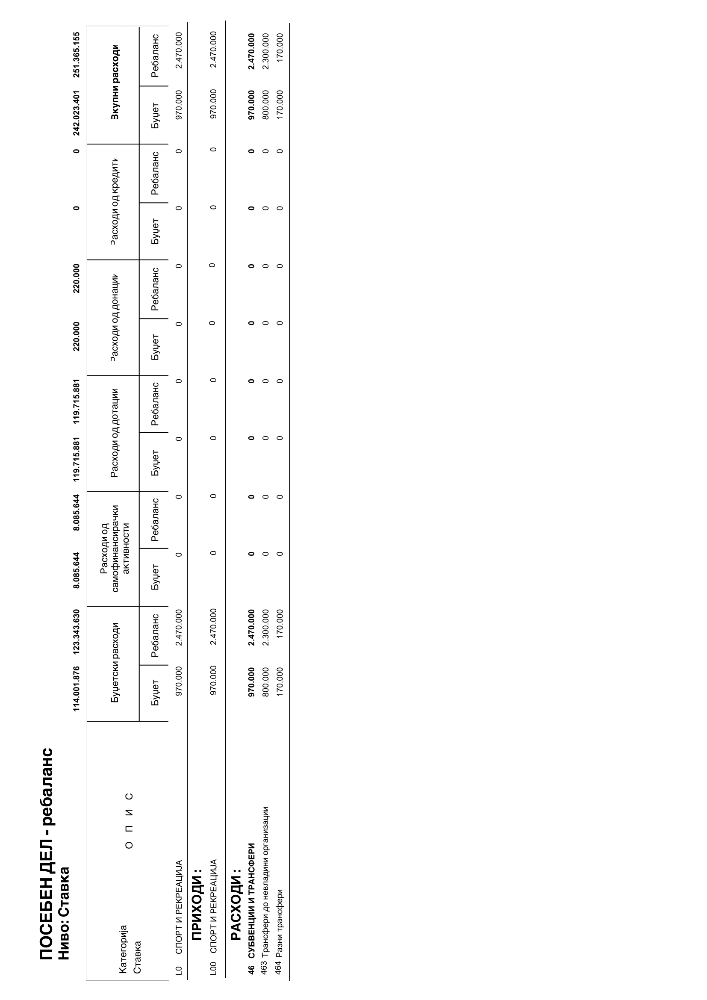 ПОСЕБЕН ДЕЛ - ребаланс
Ниво: Ставка
114.001.876 123.343.630 8.085.644 8.085.644 119.715.881 119.715.881 220.000 220.000 0 0 242.023.401 251.365.155
Категорија
Ставка
О П И С
Буџетски расходи
Расходи од
самофинансирачки
активности
Расходи од дотации
Расходи од донации
Расходи од кредити
Вкупни расходи
Буџет Ребаланс Буџет Ребаланс Буџет Ребаланс Буџет Ребаланс Буџет Ребаланс Буџет Ребаланс
L0 СПОРТ И РЕКРЕАЦИЈА 970.000 2.470.000 0 0 0 0 0 0 0 0 970.000 2.470.000
ПРИХОДИ :
L00 СПОРТ И РЕКРЕАЦИЈА 970.000 2.470.000 0 0 0 0 0 0 0 0 970.000 2.470.000
РАСХОДИ :
46 СУБВЕНЦИИ И ТРАНСФЕРИ 970.000 2.470.000 0 0 0 0 0 0 0 0 970.000 2.470.000
463 Трансфери до невладини организации 800.000 2.300.000 0 0 0 0 0 0 0 0 800.000 2.300.000
464 Разни трансфери 170.000 170.000 0 0 0 0 0 0 0 0 170.000 170.000